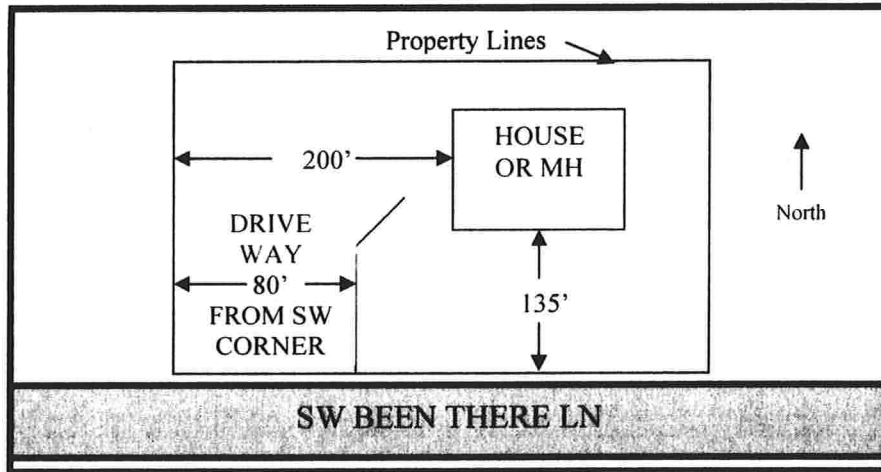 Property Lines
HOUSE
OR MH
200’
North
DRIVE
WAY
80’
FROM SW
CORNER
135’
SW BEEN THERE LN